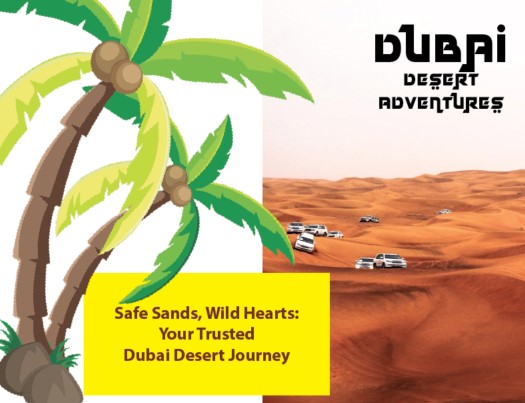 DUBAI
DESERT
ADVENTURES
Safe Sands, Wild Hearts:
Your Trusted
Dubai Desert Journey